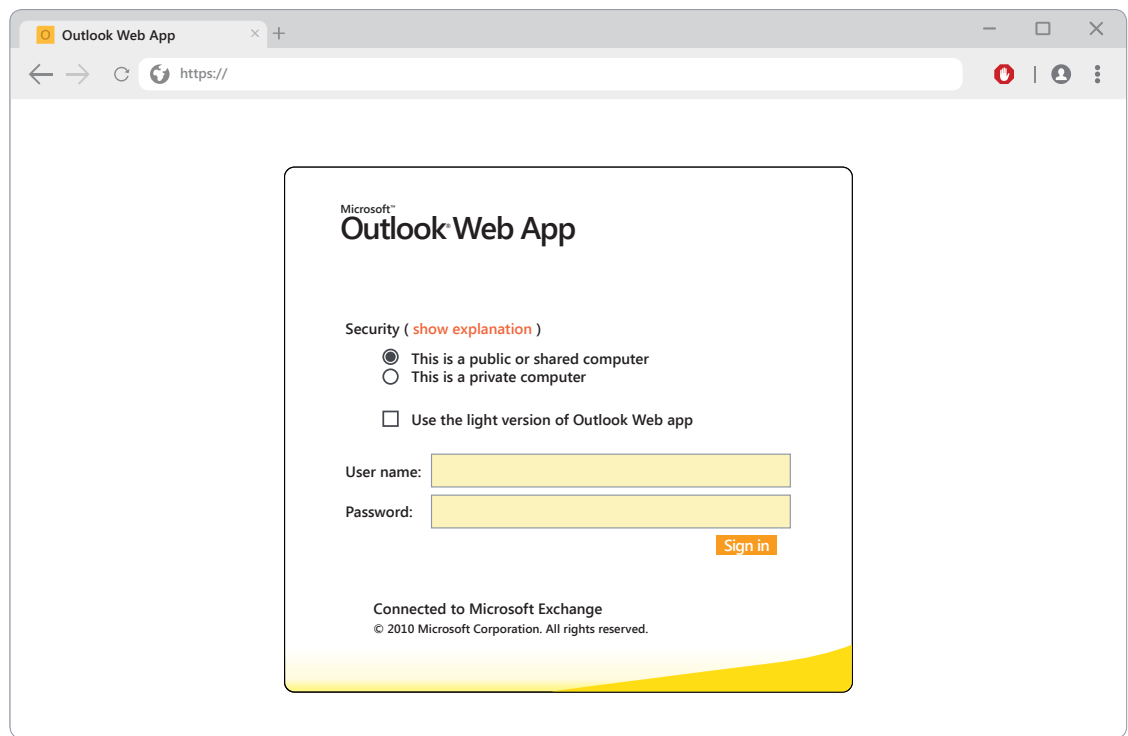 Outlook Web App
https://
Microsoft™
Outlook® Web App
Security ( show explanation )
This is a public or shared computer
This is a private computer
Use the light version of Outlook Web app
User name:
Password:
Sign in
Connected to Microsoft Exchange
© 2010 Microsoft Corporation. All rights reserved.